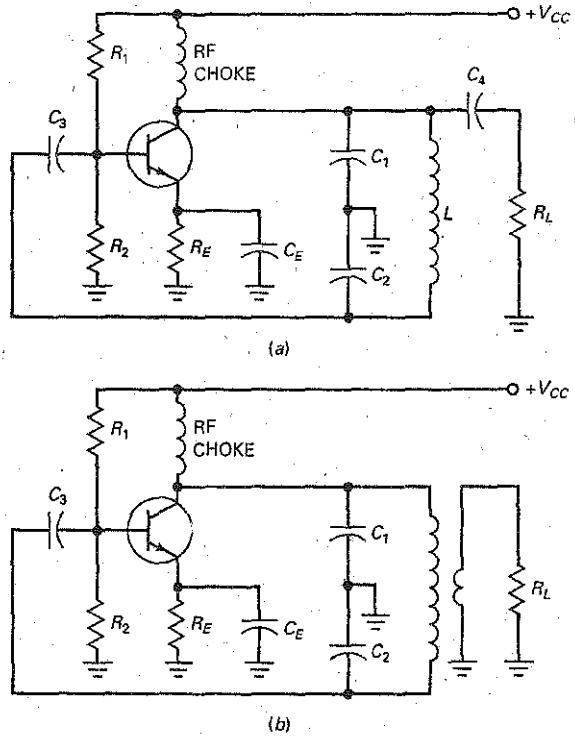 +V_CC
R_1
RF
CHOKE
C_4
C_3
C_1
L
R_L
R_2
R_E
C_E
C_2
(a)
+V_CC
R_1
RF
CHOKE
C_3
C_1
R_2
R_E
C_E
C_2
R_L
(b)